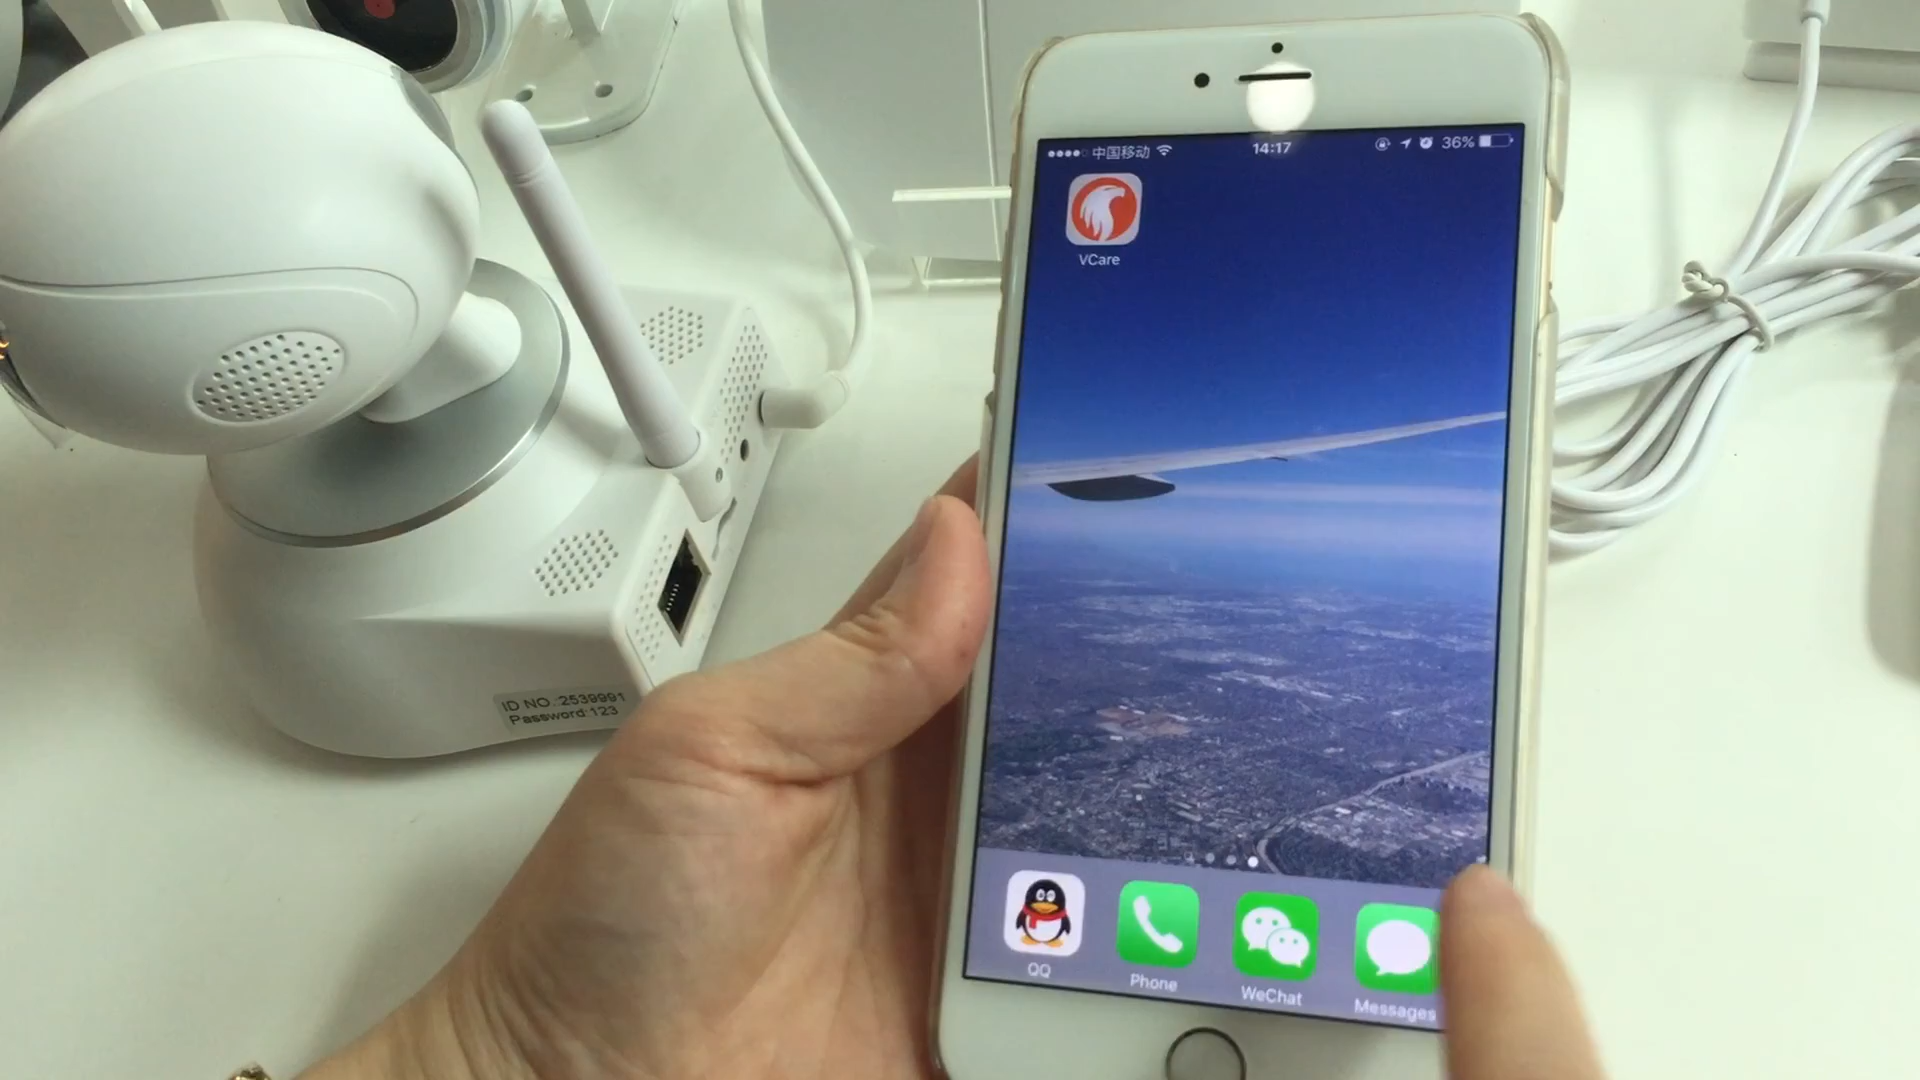 中国移动
14:17
36%
VCare
ID NO.:2539991
Password:123
QQ
Phone
WeChat
Messages